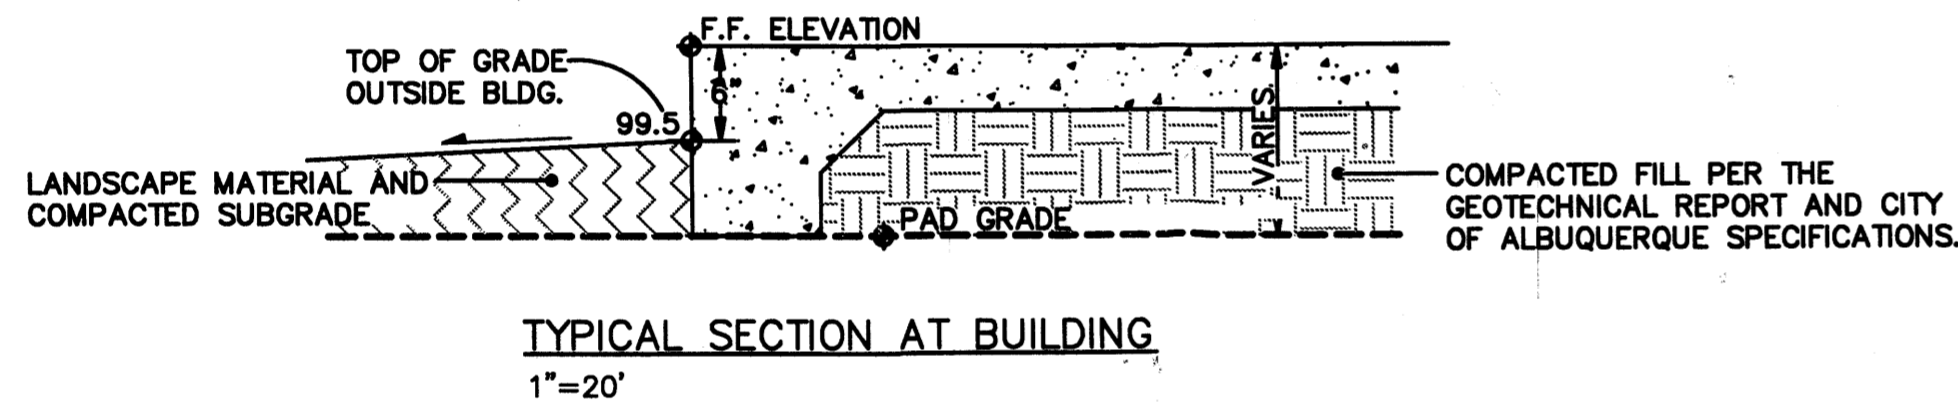 F.F. ELEVATION
TOP OF GRADE
OUTSIDE BLDG.
6"
99.5
VARIES
LANDSCAPE MATERIAL AND
COMPACTED SUBGRADE
PAD GRADE
COMPACTED FILL PER THE
GEOTECHNICAL REPORT AND CITY
OF ALBUQUERQUE SPECIFICATIONS.
TYPICAL SECTION AT BUILDING
1"=20'